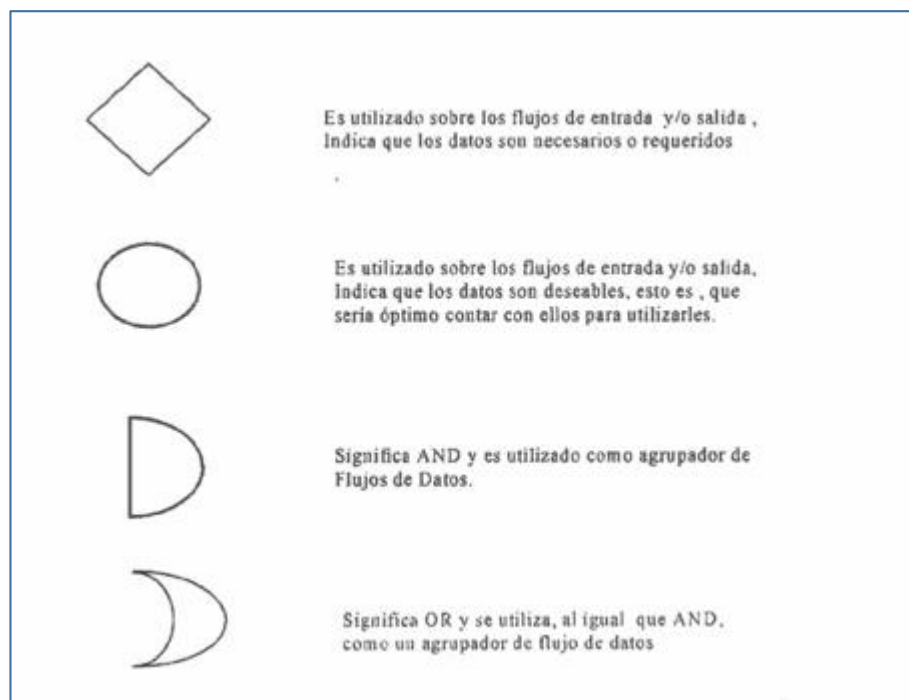 Es utilizado sobre los flujos de entrada y/o salida ,
Indica que los datos son necesarios o requeridos
.
Es utilizado sobre los flujos de entrada y/o salida,
Indica que los datos son deseables, esto es , que
sería óptimo contar con ellos para utilizarles.
Significa AND y es utilizado como agrupador de
Flujos de Datos.
Significa OR y se utiliza, al igual que AND,
como un agrupador de flujo de datos